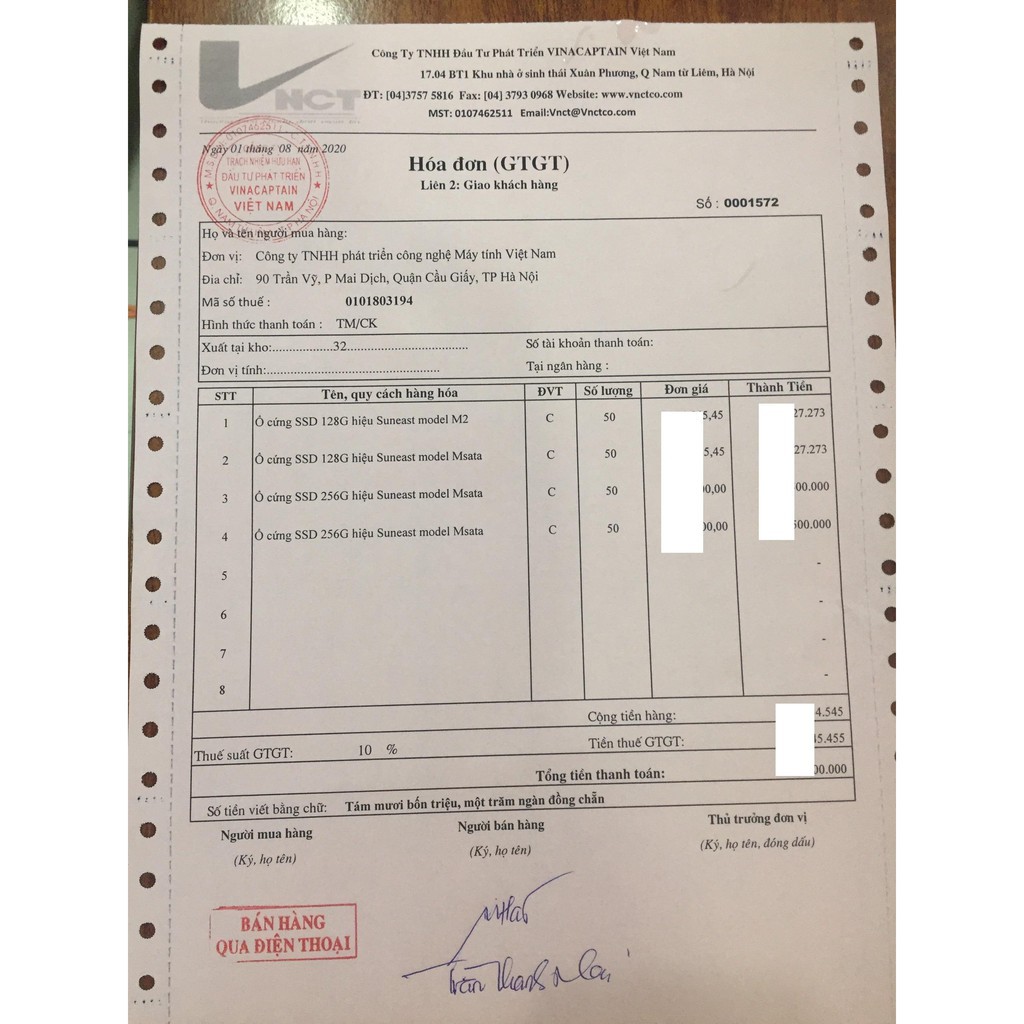 NCT
Công Ty TNHH Đầu Tư Phát Triển VINACAPTAIN Việt Nam
17.04 BT1 Khu nhà ở sinh thái Xuân Phương, Q Nam từ Liêm, Hà Nội
ĐT: [04]3757 5816 Fax: [04] 3793 0968 Website: www.vnctco.com
MST: 0107462511 Email:Vnct@Vnctco.com
Ngày 01 tháng 08 năm 2020
TRÁCH NHIỆM HỮU HẠN
ĐẦU TƯ PHÁT TRIỂN
VINACAPTAIN
VIỆT NAM
Hóa đơn (GTGT)
Liên 2: Giao khách hàng
Số : 0001572
Họ và tên người mua hàng:
Đơn vị: Công ty TNHH phát triển công nghệ Máy tính Việt Nam
Địa chỉ: 90 Trần Vỹ, P Mai Dịch, Quận Cầu Giấy, TP Hà Nội
Mã số thuế : 0101803194
Hình thức thanh toán : TM/CK
Xuất tại kho:..................32.................................... Số tài khoản thanh toán:
Đơn vị tính:.................................................... Tại ngân hàng :
STT Tên, quy cách hàng hóa ĐVT Số lượng Đơn giá Thành Tiền
1 Ổ cứng SSD 128G hiệu Suneast model M2 C 50 5,45 27.273
2 Ổ cứng SSD 128G hiệu Suneast model Msata C 50 5,45 27.273
3 Ổ cứng SSD 256G hiệu Suneast model Msata C 50 00,00 00.000
4 Ổ cứng SSD 256G hiệu Suneast model Msata C 50 00,00 500.000
5 -
6 -
7 -
8 -
Cộng tiền hàng: 4.545
Thuế suất GTGT: 10 % Tiền thuế GTGT: 45.455
Tổng tiền thanh toán: 00.000
Số tiền viết bằng chữ: Tám mươi bốn triệu, một trăm ngàn đồng chẵn
Người mua hàng Người bán hàng Thủ trưởng đơn vị
(Ký, họ tên) (Ký, họ tên) (Ký, họ tên, đóng dấu)
BÁN HÀNG
QUA ĐIỆN THOẠI
Trần Thanh